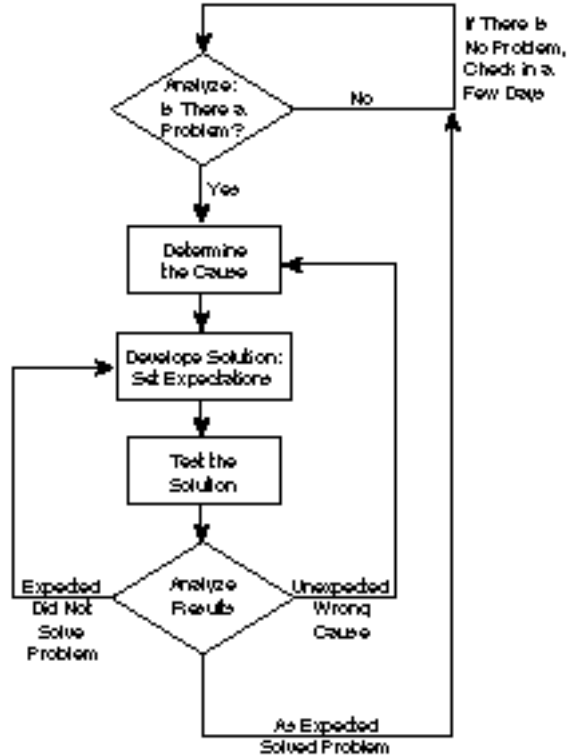 If There is
No Problem,
Check in a
Few Days
Analyze:
Is There a
Problem?
No
Yes
Determine
the Cause
Develope Solution:
Set Expectations
Test the
Solution
Analyze
Results
Expected
Did Not
Solve
Problem
Unexpected
Wrong
Cause
As Expected
Solved Problem